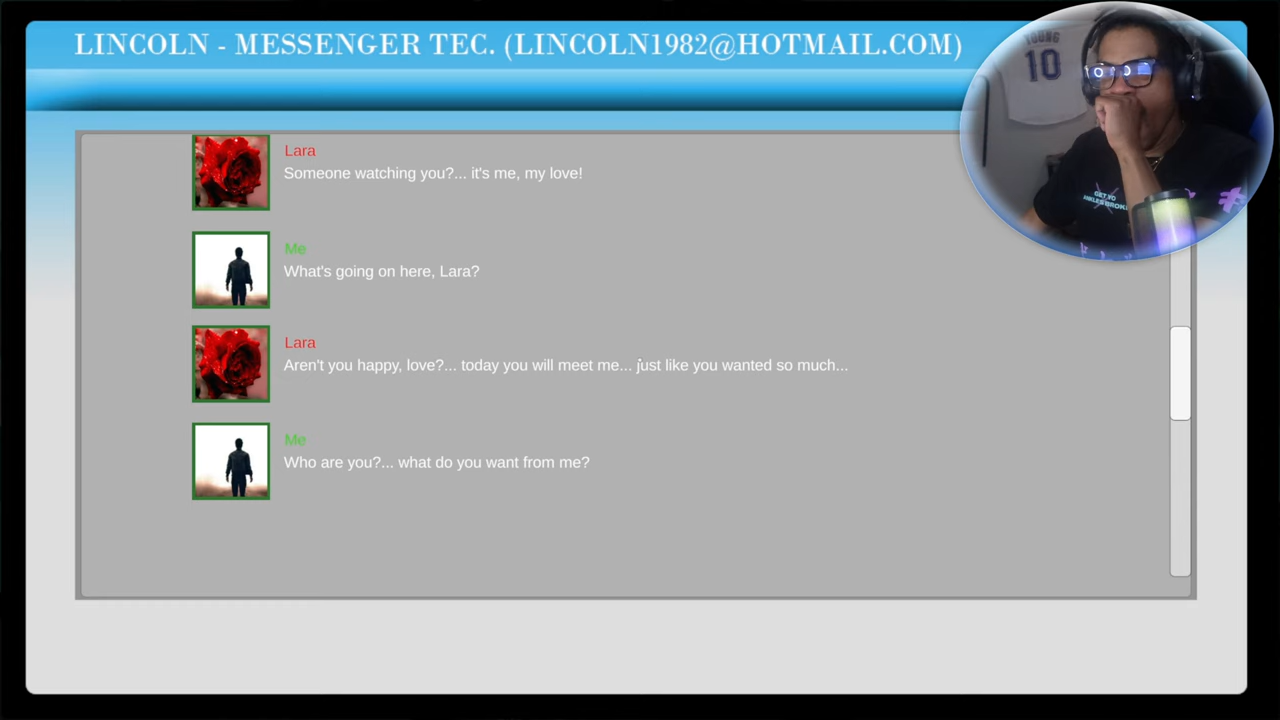 LINCOLN - MESSENGER TEC. (LINCOLN1982@HOTMAIL.COM)
YOUNG
10
Lara
Someone watching you?... it's me, my love!
GET YO
Me
What's going on here, Lara?
Lara
Aren't you happy, love?... today you will meet me... just like you wanted so much...
Me
Who are you?... what do you want from me?